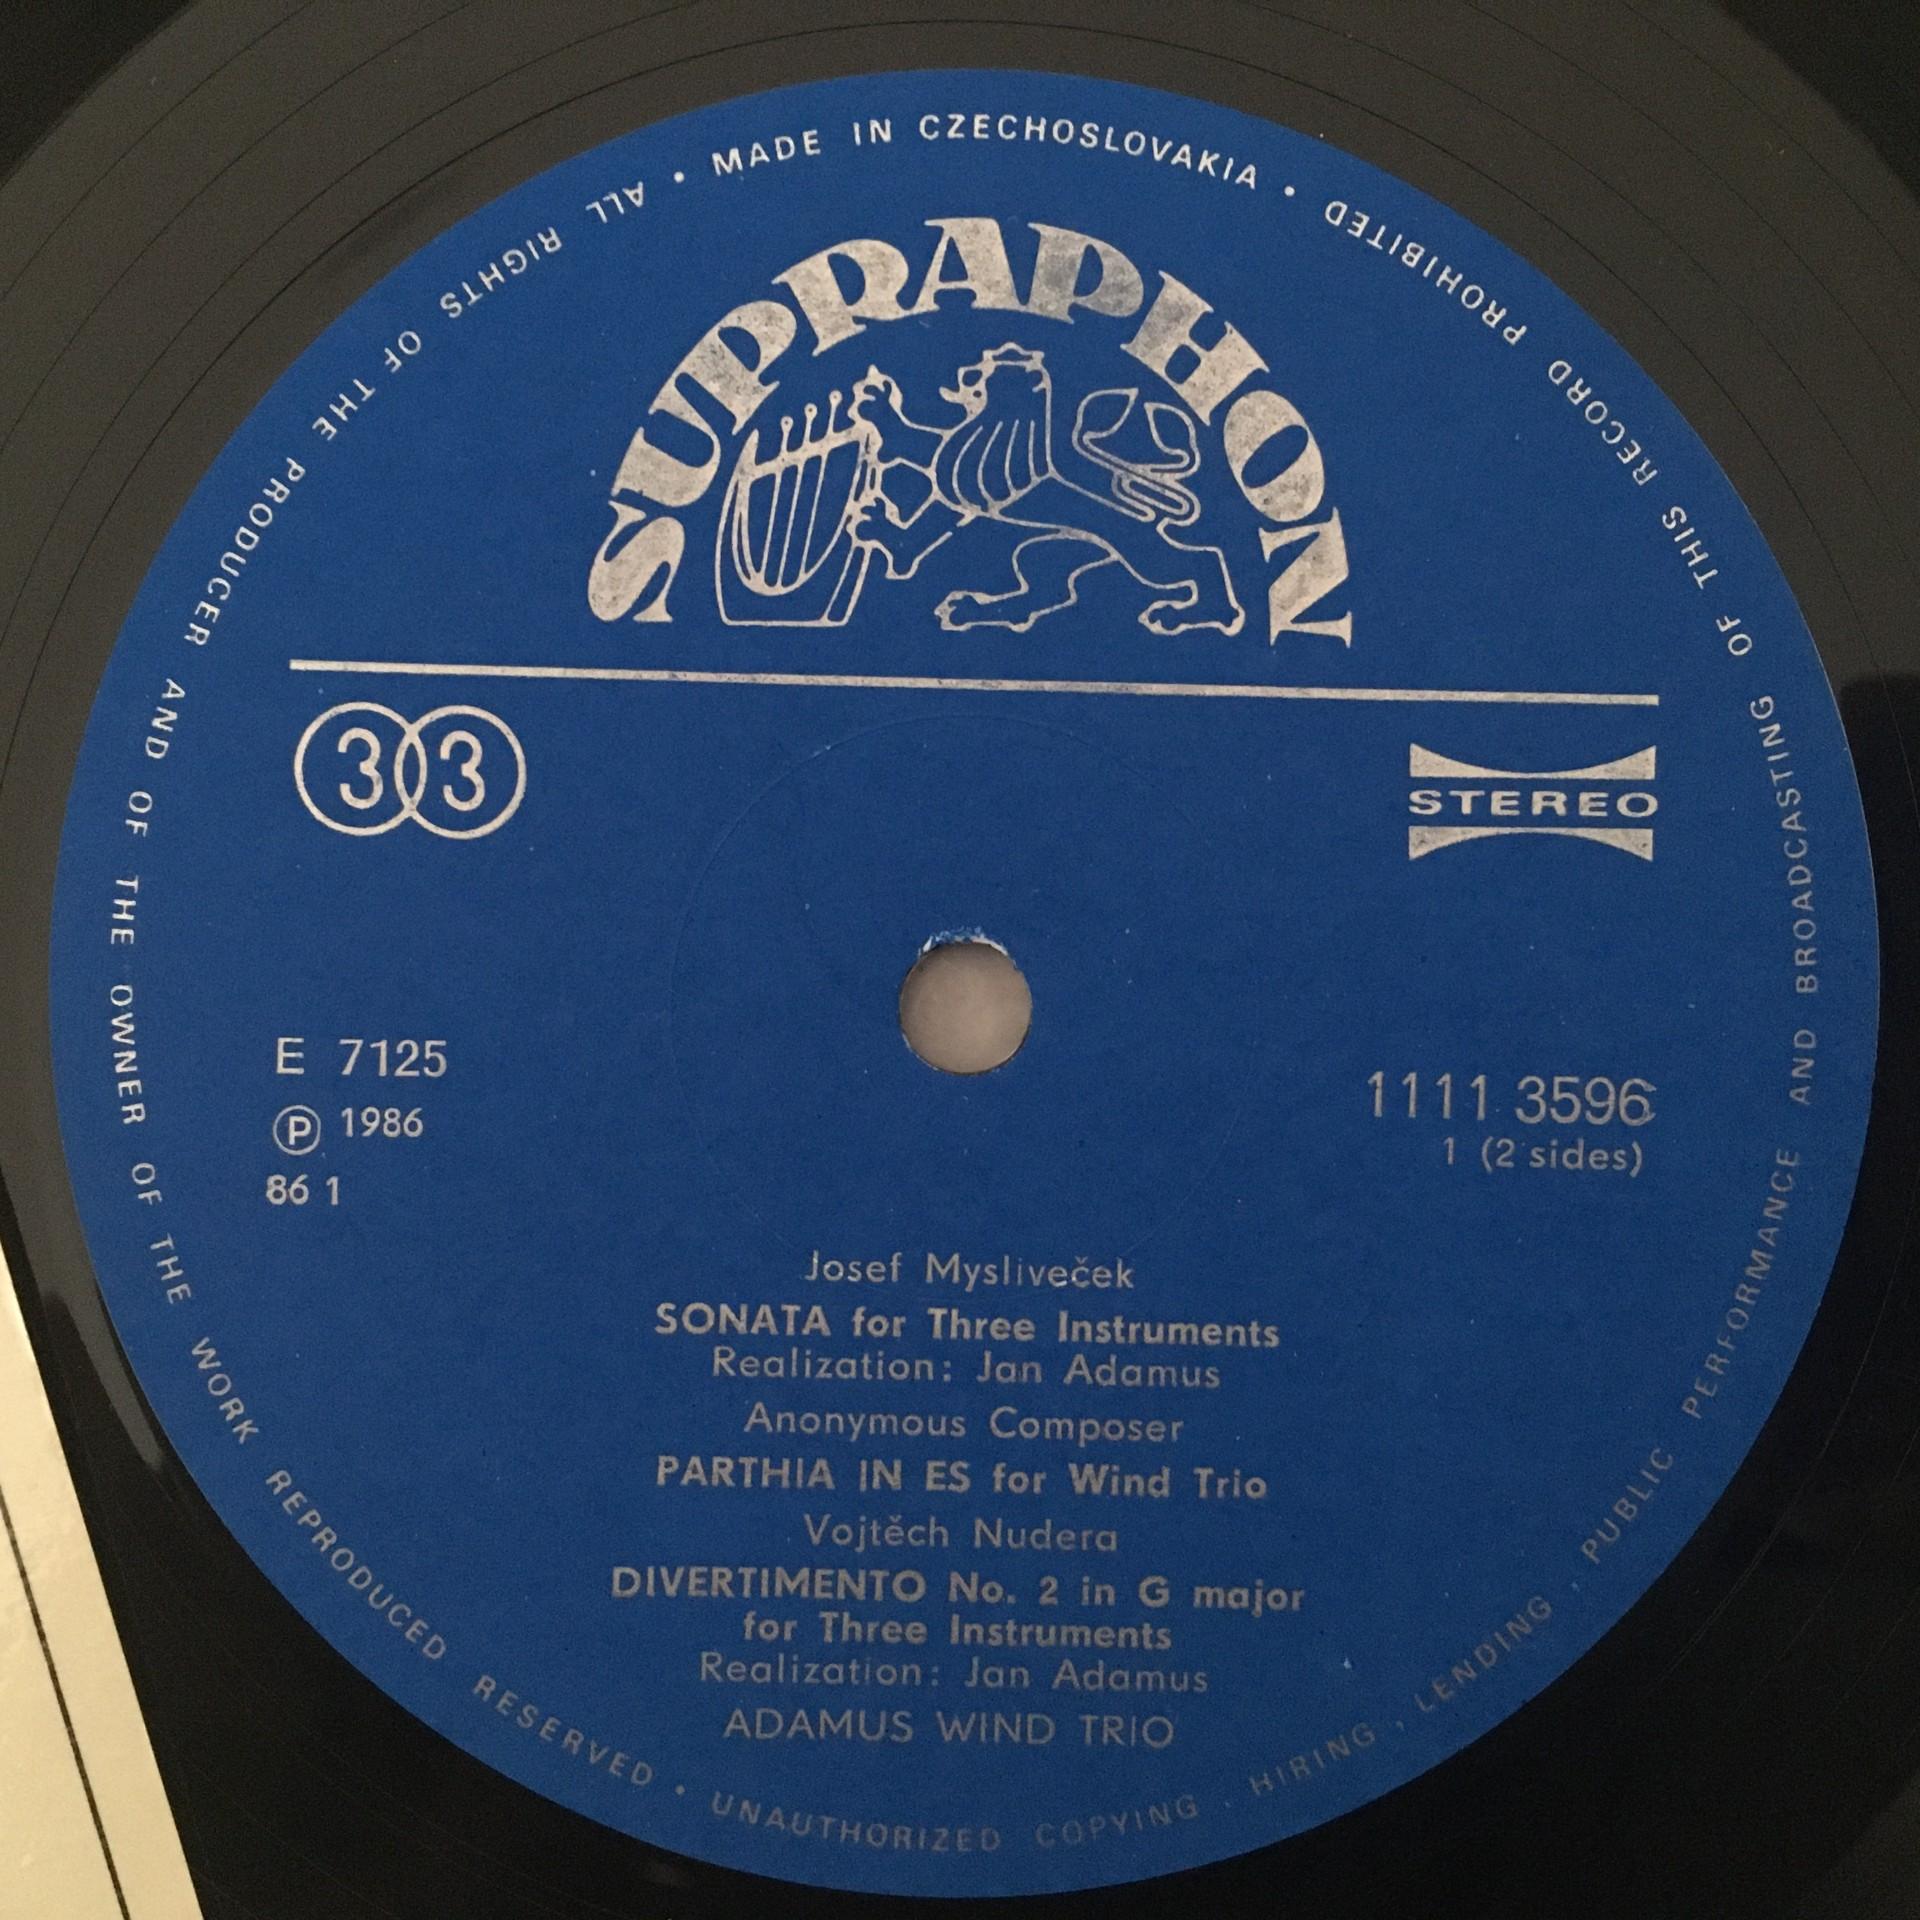 MADE IN CZECHOSLOVAKIA • ALL RIGHTS OF THE PRODUCER AND OF THE OWNER OF THE WORK REPRODUCED RESERVED • UNAUTHORIZED COPYING, HIRING, LENDING, PUBLIC PERFORMANCE AND BROADCASTING OF THIS RECORD PROHIBITED •
SUPRAPHON
33
STEREO
E 7125
Ⓟ 1986
86 1
1111 3596
1 (2 sides)
Josef Mysliveček
SONATA for Three Instruments
Realization: Jan Adamus
Anonymous Composer
PARTHIA IN ES for Wind Trio
Vojtěch Nudera
DIVERTIMENTO No. 2 in G major
for Three Instruments
Realization: Jan Adamus
ADAMUS WIND TRIO